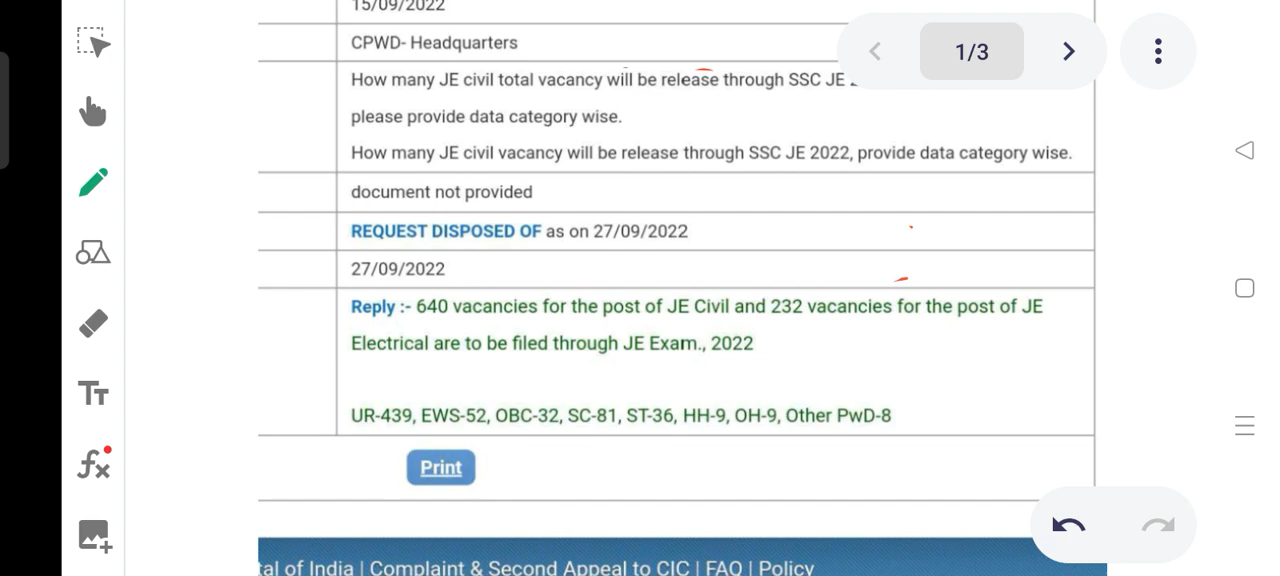 15/09/2022
CPWD- Headquarters
1/3
How many JE civil total vacancy will be release through SSC JE
please provide data category wise.
How many JE civil vacancy will be release through SSC JE 2022, provide data category wise.
document not provided
REQUEST DISPOSED OF as on 27/09/2022
27/09/2022
Reply :- 640 vacancies for the post of JE Civil and 232 vacancies for the post of JE
Electrical are to be filed through JE Exam., 2022
UR-439, EWS-52, OBC-32, SC-81, ST-36, HH-9, OH-9, Other PwD-8
Print
tal of India | Complaint & Second Appeal to CIC | FAQ | Policy
Tт
fx